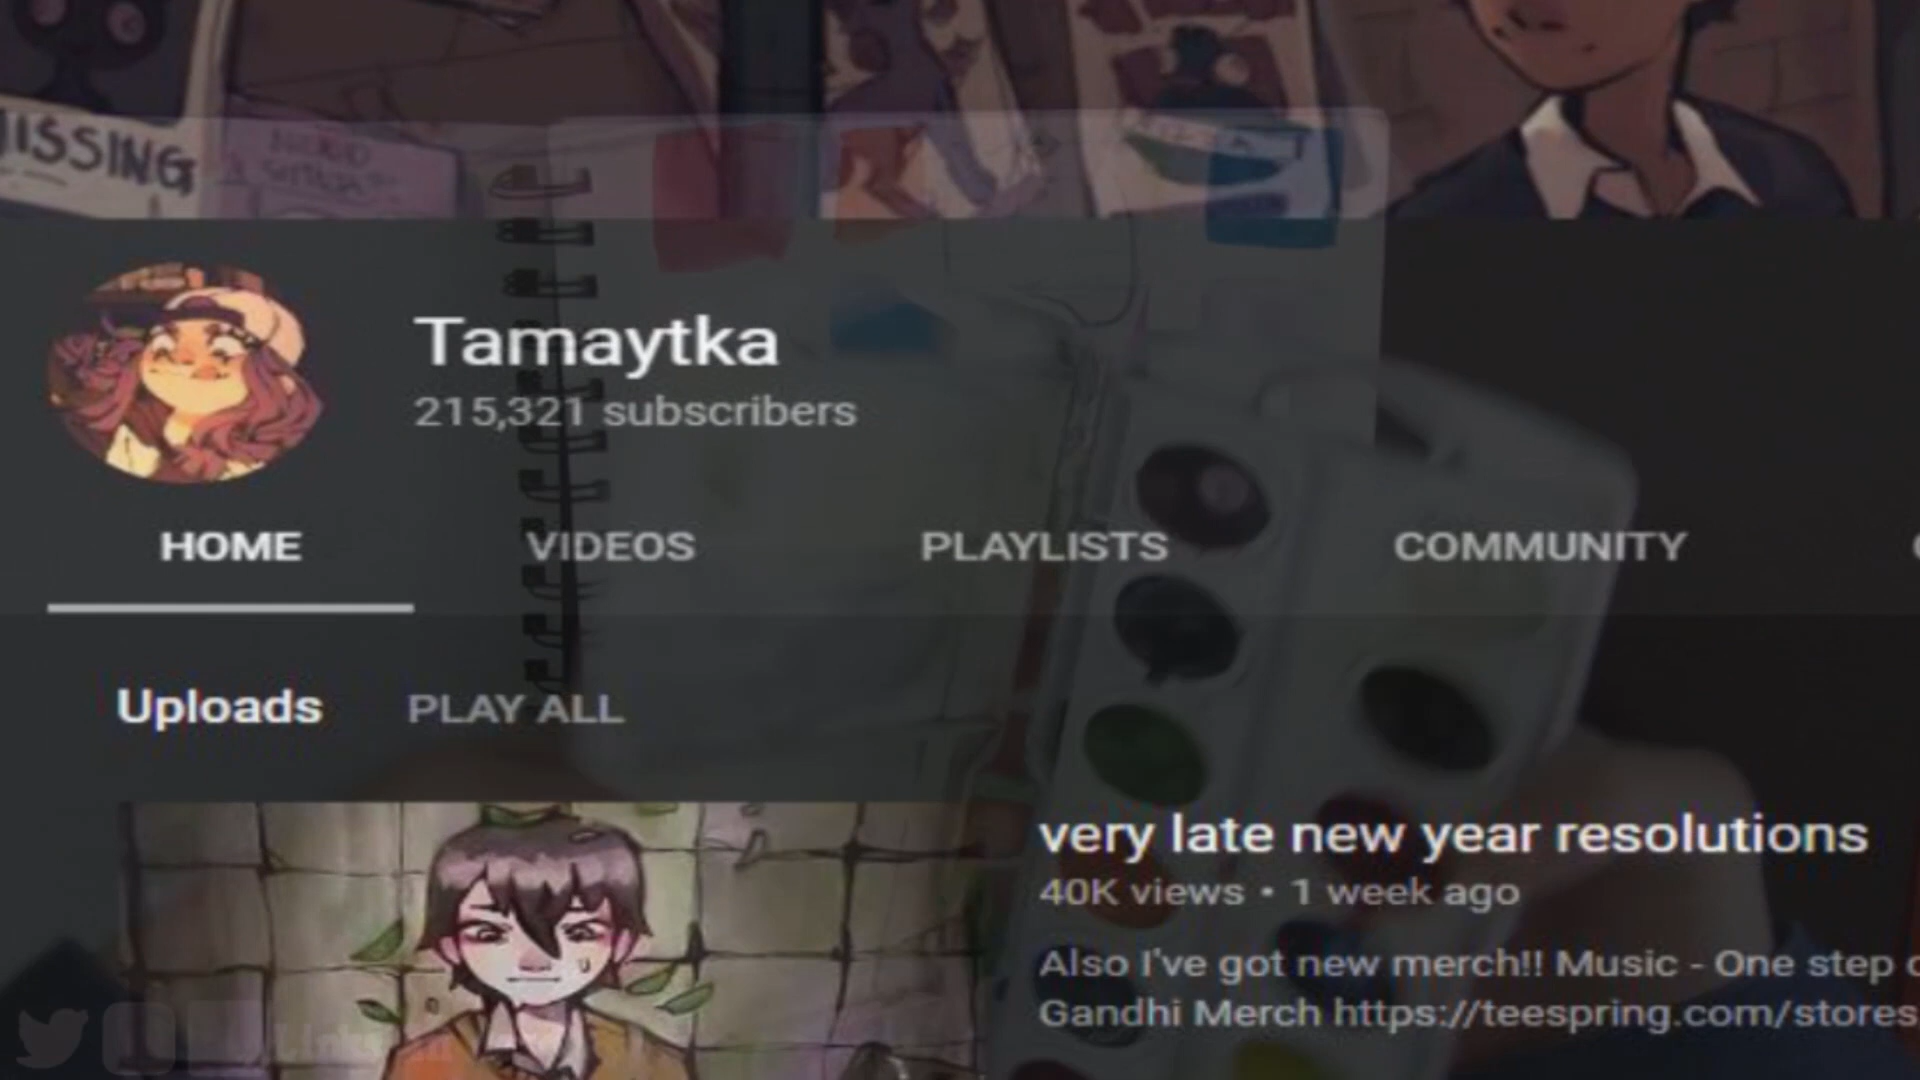 MISSING
Tamaytka
215,321 subscribers
HOME VIDEOS PLAYLISTS COMMUNITY
Uploads PLAY ALL
very late new year resolutions
40K views • 1 week ago
Also I've got new merch!! Music - One step
Gandhi Merch https://teespring.com/stores